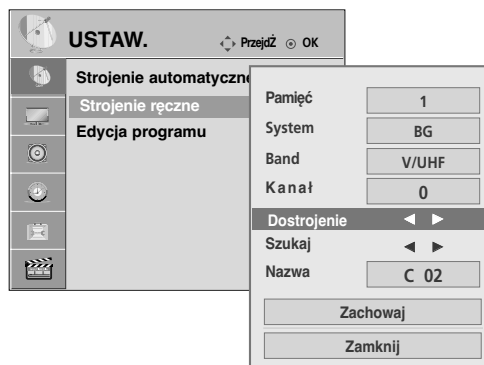 USTAW. PrzejdŹ OK
Strojenie automatyczne
Strojenie ręczne
Edycja programu
Pamięć 1
System BG
Band V/UHF
Kanał 0
Dostrojenie
Szukaj
Nazwa C 02
Zachowaj
Zamknij